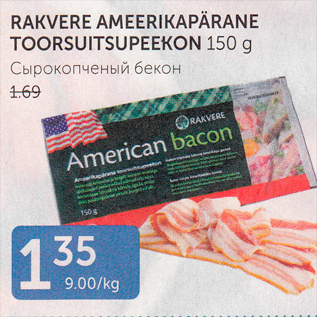 RAKVERE AMEERIKAPÄRANE
TOORSUITSUPEEKON 150 g
Сырокопченый бекон
1.69
RAKVERE
American bacon
Ameerikapärane toorsuitsupeekon
150 g
1 35
9.00/kg